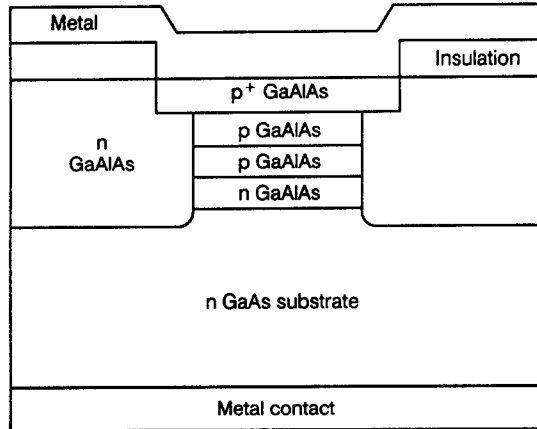 Metal
Insulation
p+ GaAlAs
n
GaAlAs
p GaAlAs
p GaAlAs
n GaAlAs
n GaAs substrate
Metal contact